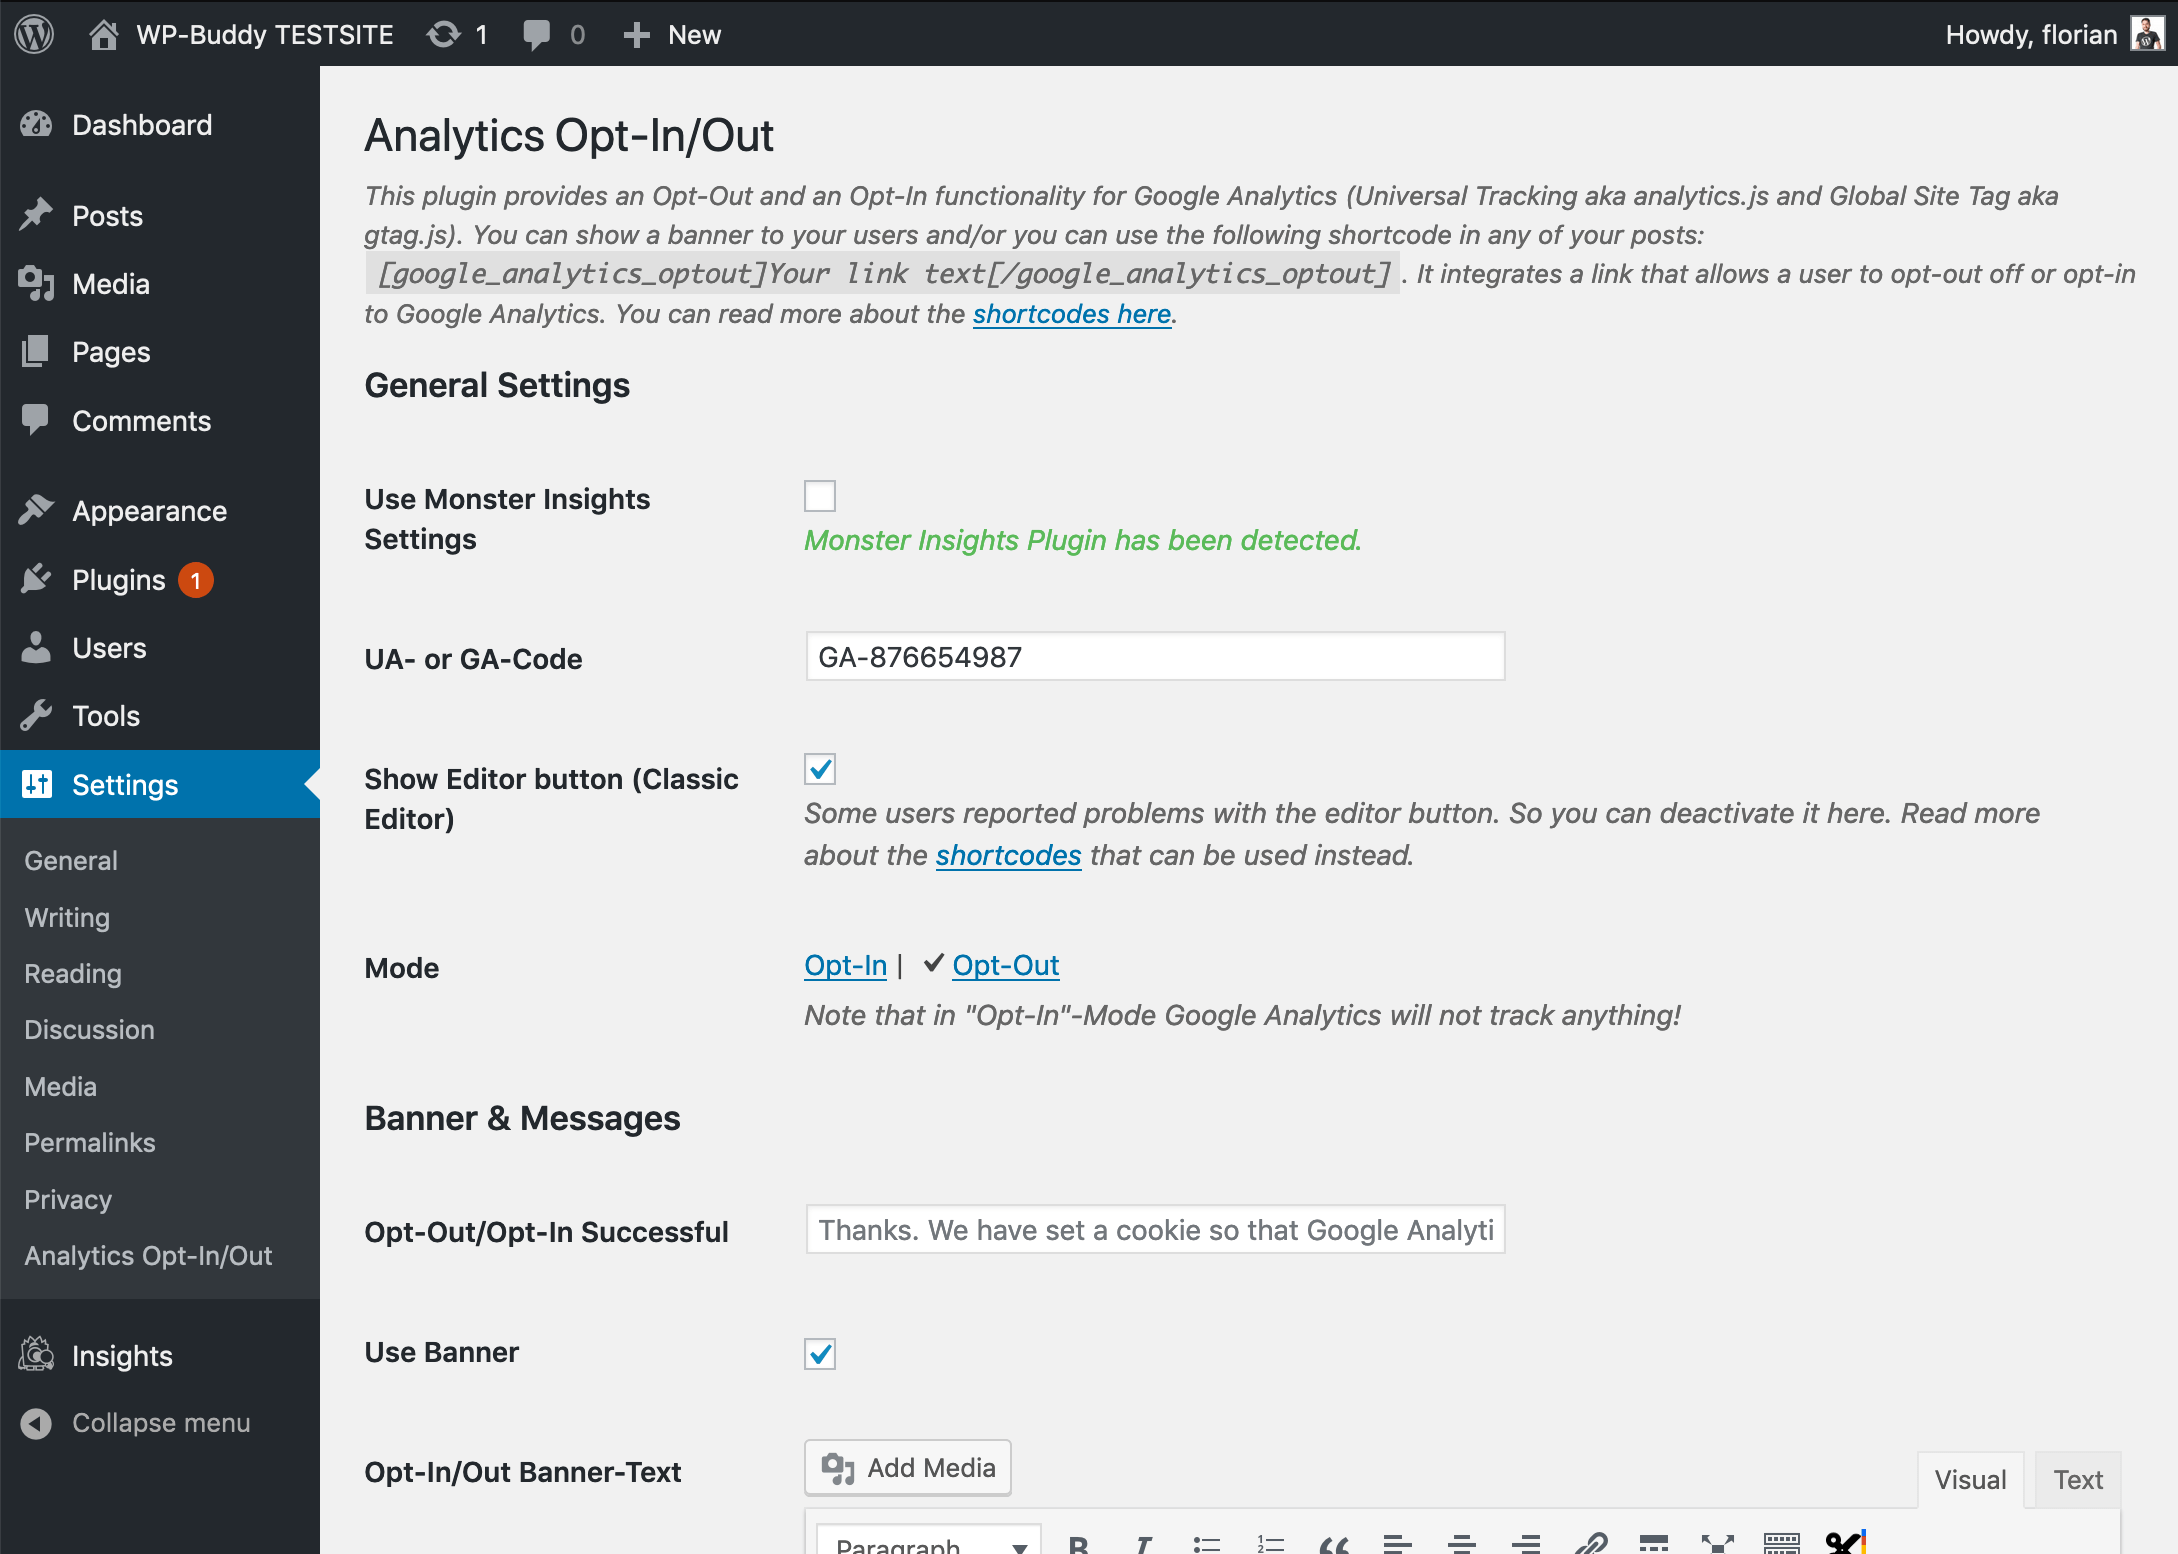 WP-Buddy TESTSITE 1 0 New Howdy, florian
Dashboard
Posts
Media
Pages
Comments
Appearance
Plugins 1
Users
Tools
Settings
General
Writing
Reading
Discussion
Media
Permalinks
Privacy
Analytics Opt-In/Out
Insights
Collapse menu
Analytics Opt-In/Out
This plugin provides an Opt-Out and an Opt-In functionality for Google Analytics (Universal Tracking aka analytics.js and Global Site Tag aka
gtag.js). You can show a banner to your users and/or you can use the following shortcode in any of your posts:
[google_analytics_optout]Your link text[/google_analytics_optout] . It integrates a link that allows a user to opt-out off or opt-in
to Google Analytics. You can read more about the shortcodes here.
General Settings
Use Monster Insights
Settings
Monster Insights Plugin has been detected.
UA- or GA-Code
GA-876654987
Show Editor button (Classic
Editor)
Some users reported problems with the editor button. So you can deactivate it here. Read more
about the shortcodes that can be used instead.
Mode
Opt-In | Opt-Out
Note that in "Opt-In"-Mode Google Analytics will not track anything!
Banner & Messages
Opt-Out/Opt-In Successful
Thanks. We have set a cookie so that Google Analyti
Use Banner
Opt-In/Out Banner-Text
Add Media
Visual Text
Paragraph B I